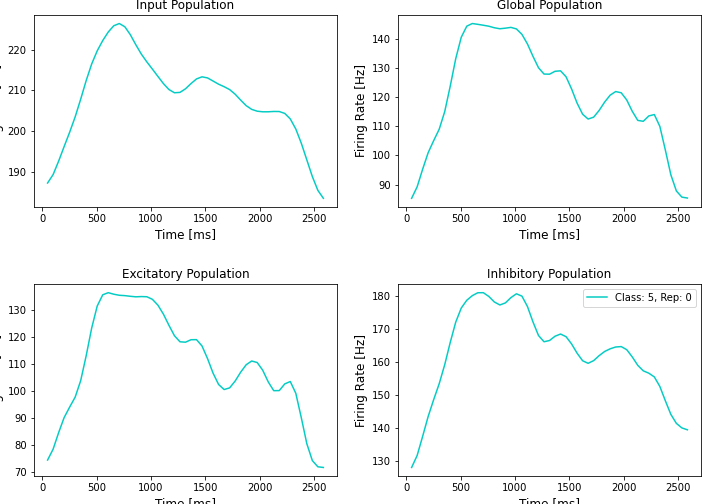 Input Population
220
210
200
190
0 500 1000 1500 2000 2500
Time [ms]
Global Population
Firing Rate [Hz]
140
130
120
110
100
90
0 500 1000 1500 2000 2500
Time [ms]
Excitatory Population
130
120
110
100
90
80
70
0 500 1000 1500 2000 2500
Time [ms]
Inhibitory Population
Class: 5, Rep: 0
Firing Rate [Hz]
180
170
160
150
140
130
0 500 1000 1500 2000 2500
Time [ms]